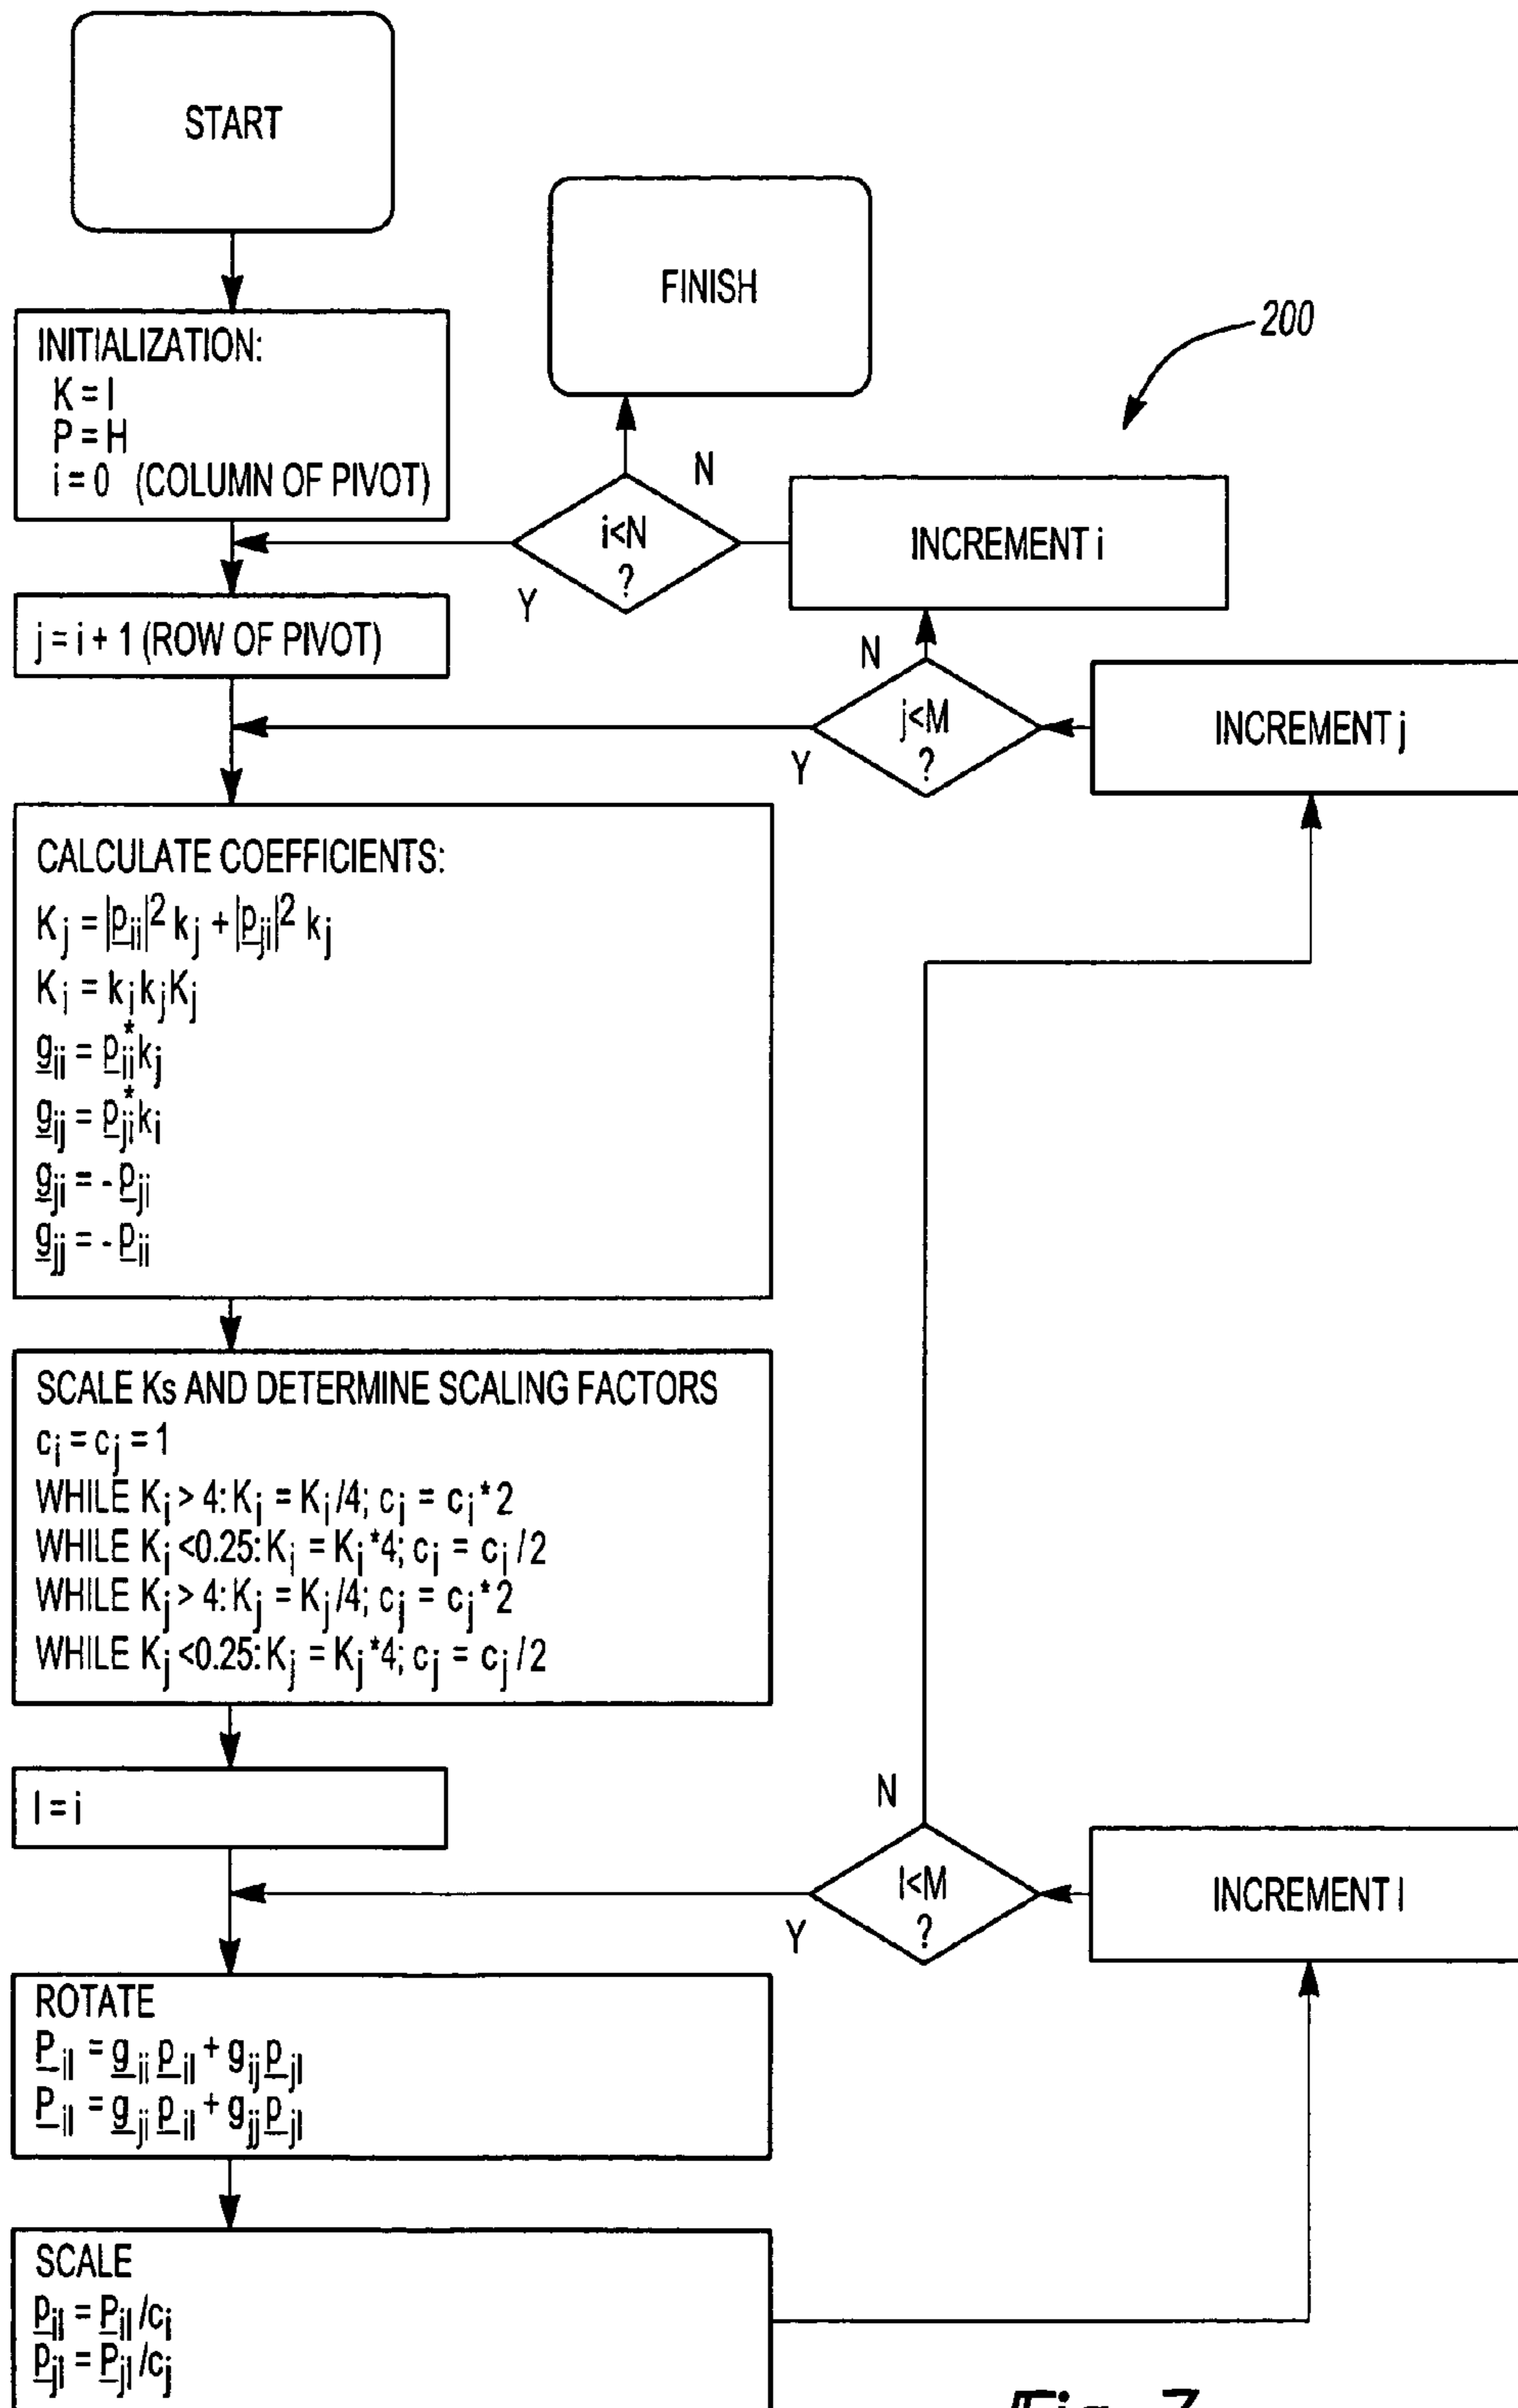 START
FINISH
200
INITIALIZATION:
K = I
P = H
i = 0 (COLUMN OF PIVOT)
N
i<N
?
Y
INCREMENT i
j = i + 1 (ROW OF PIVOT)
N
j<M
?
Y
INCREMENT j
CALCULATE COEFFICIENTS:
K_j = |p_ii|² k_j + |p_ji|² k_j
K_i = k_j k_j K_j
g_ii = p*_ii k_j
g_ij = p*_ji k_i
g_ji = - p_ji
g_jj = - p_ii
SCALE Ks AND DETERMINE SCALING FACTORS
c_i = c_j = 1
WHILE K_i > 4: K_i = K_i /4; c_i = c_i * 2
WHILE K_i <0.25: K_i = K_i *4; c_i = c_i /2
WHILE K_j > 4: K_j = K_j /4; c_j = c_j * 2
WHILE K_j <0.25: K_j = K_j *4; c_j = c_j /2
l = i
N
l<M
?
Y
INCREMENT l
ROTATE
P_il = g_ii p_il + g_ij p_jl
P_il = g_ji p_il + g_jj p_jl
SCALE
p_il = P_il /c_i
p_jl = P_jl /c_j